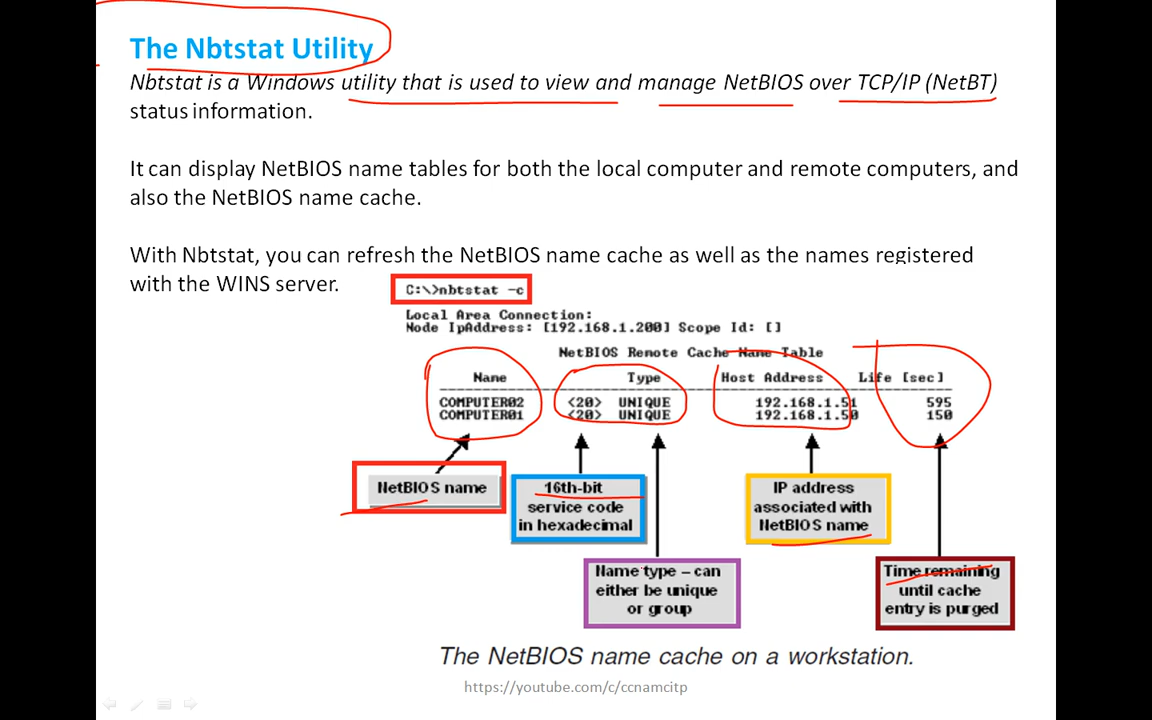 The Nbtstat Utility
Nbtstat is a Windows utility that is used to view and manage NetBIOS over TCP/IP (NetBT)
status information.
It can display NetBIOS name tables for both the local computer and remote computers, and
also the NetBIOS name cache.
With Nbtstat, you can refresh the NetBIOS name cache as well as the names registered
with the WINS server.
C:\>nbtstat -c
Local Area Connection:
Node IpAddress: [192.168.1.200] Scope Id: []
NetBIOS Remote Cache Name Table
Name Type Host Address Life [sec]
COMPUTER02 <20> UNIQUE 192.168.1.51 595
COMPUTER01 <20> UNIQUE 192.168.1.50 150
NetBIOS name
16th-bit
service code
in hexadecimal
IP address
associated with
NetBIOS name
Name type – can
either be unique
or group
Time remaining
until cache
entry is purged
The NetBIOS name cache on a workstation.
https://youtube.com/c/ccnamcitp